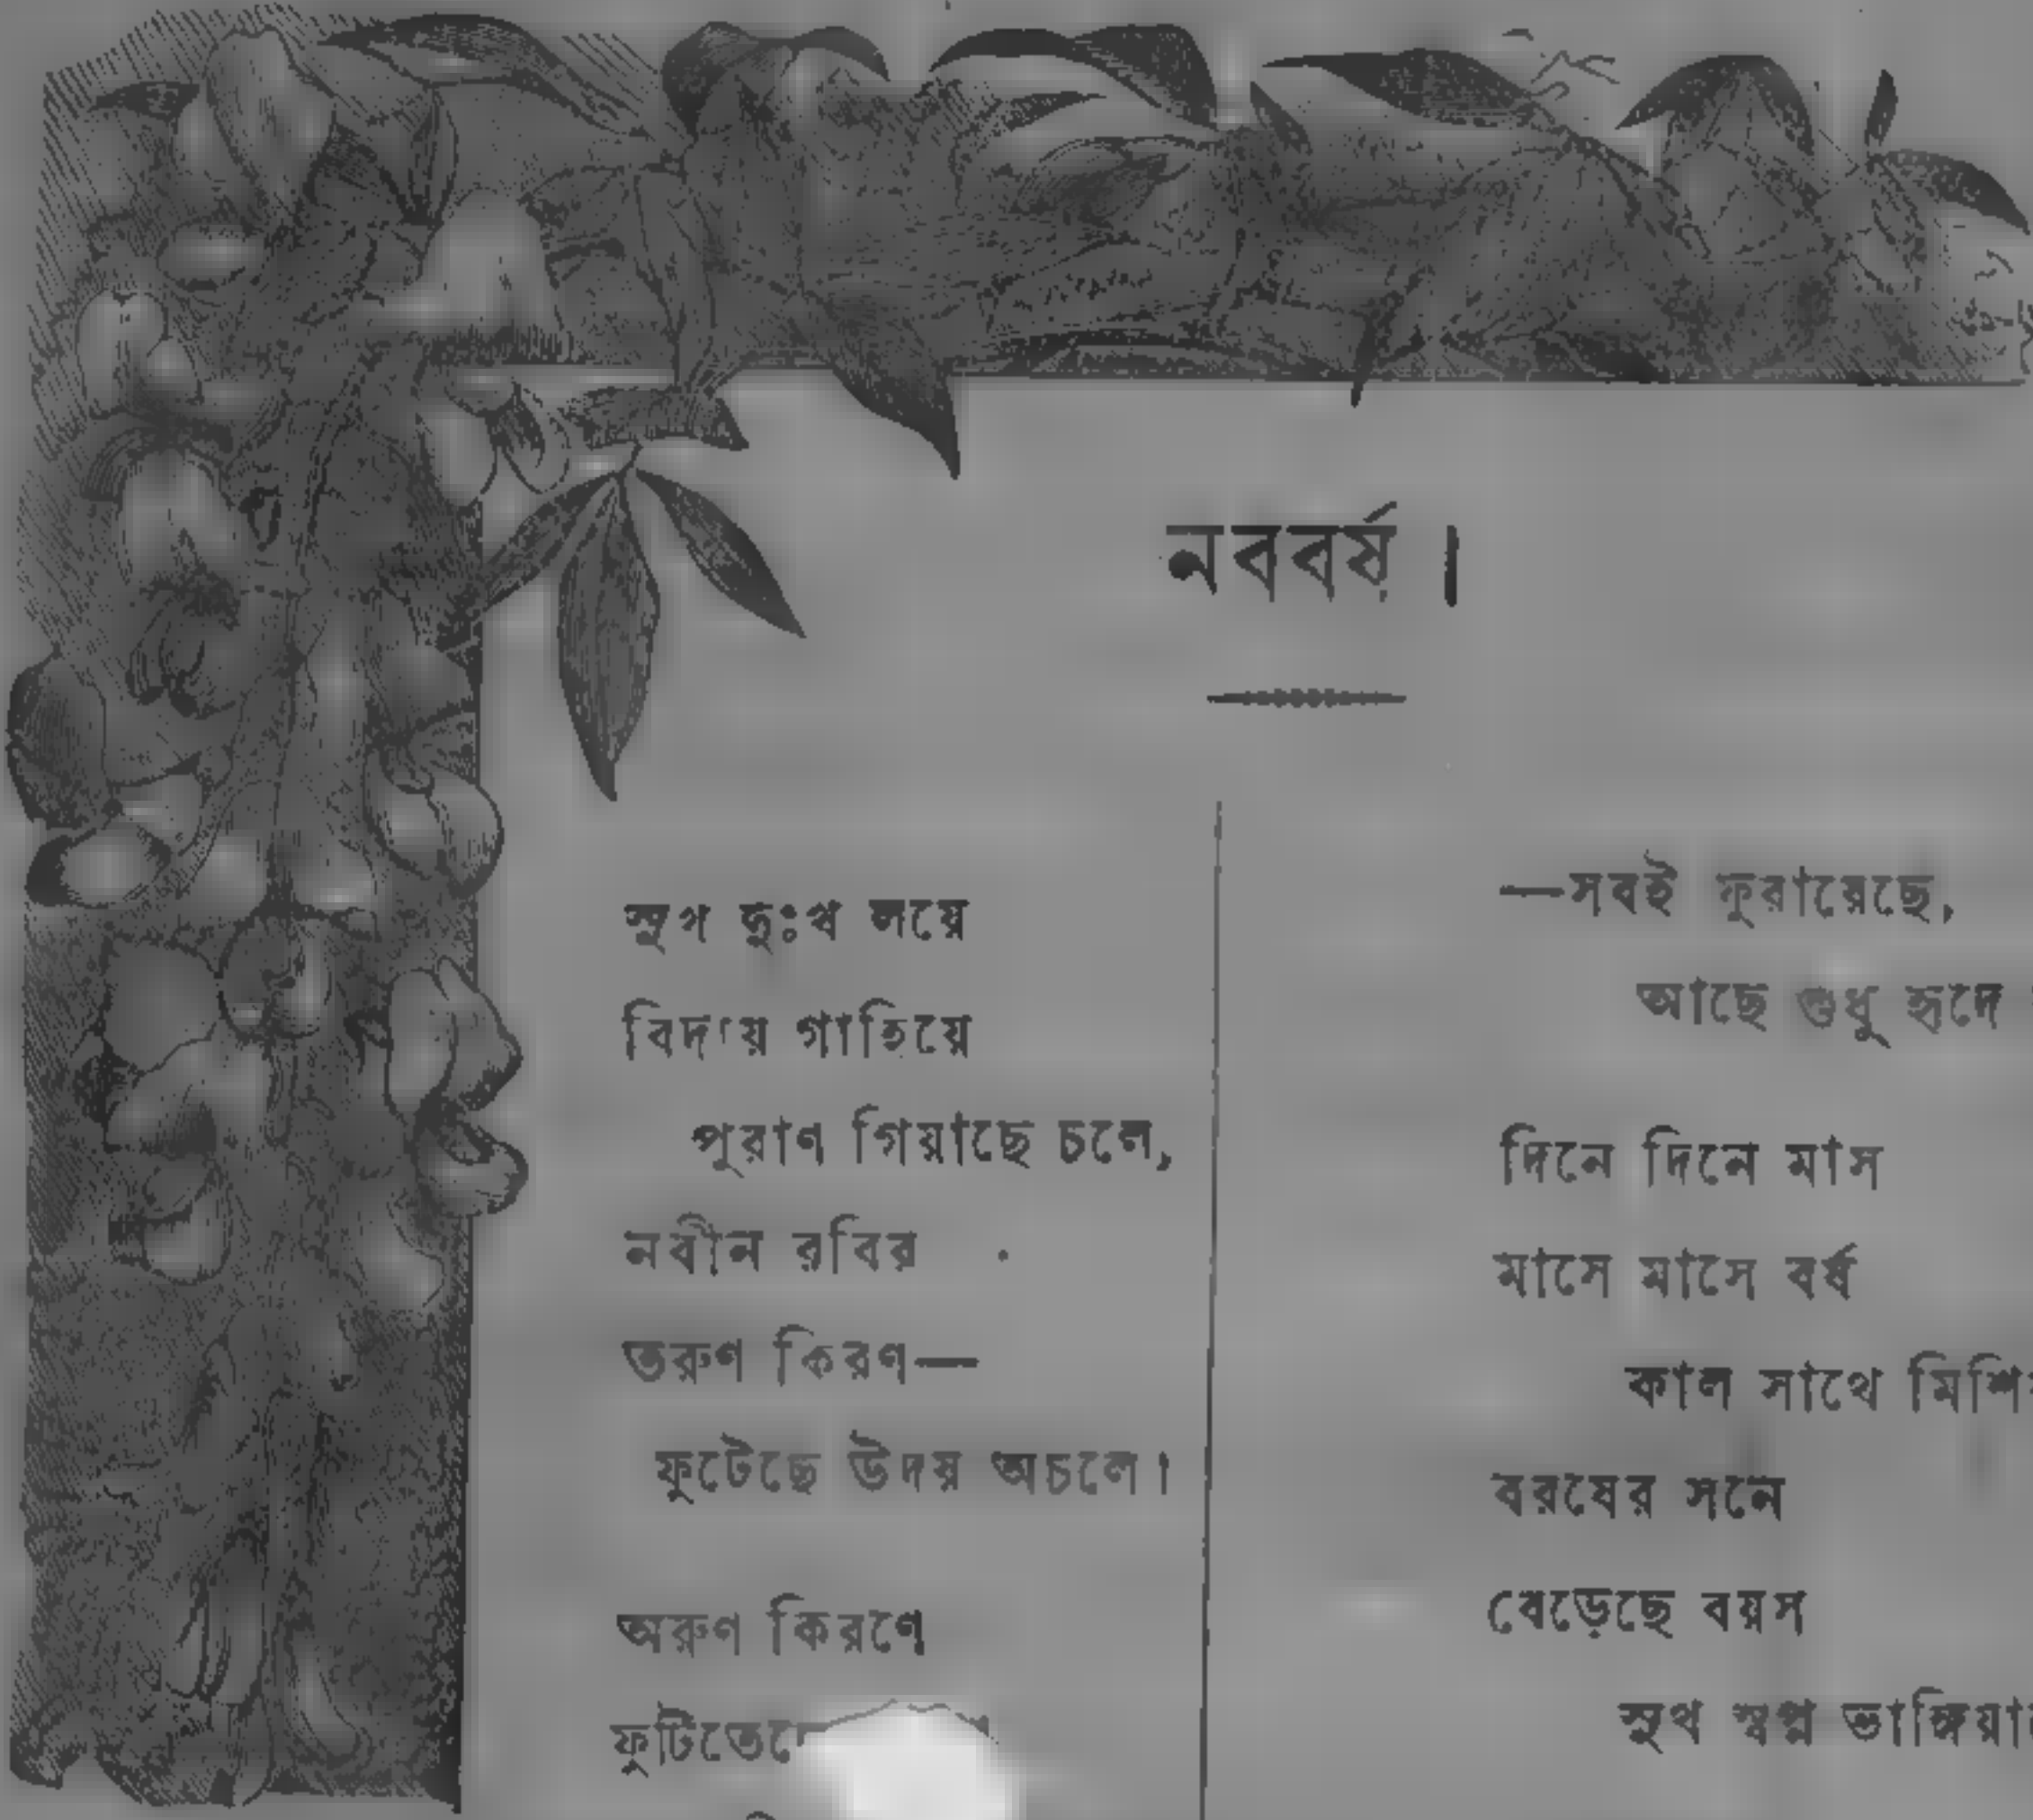 নববর্ষ ।
সুখ দুঃখ লয়ে
বিদায় গাহিয়ে
পুরাণ গিয়াছে চলে,
নবীন রবির
তরুণ কিরণ—
ফুটেছে উদয় অচলে।
অরুণ কিরণে
—সবই ফুরায়েছে,
আছে শুধু হৃদে
দিনে দিনে মাস
মাসে মাসে বর্ষ
কাল সাথে
বরষের সনে
বেড়েছে বয়স
সুখ স্বপ্ন